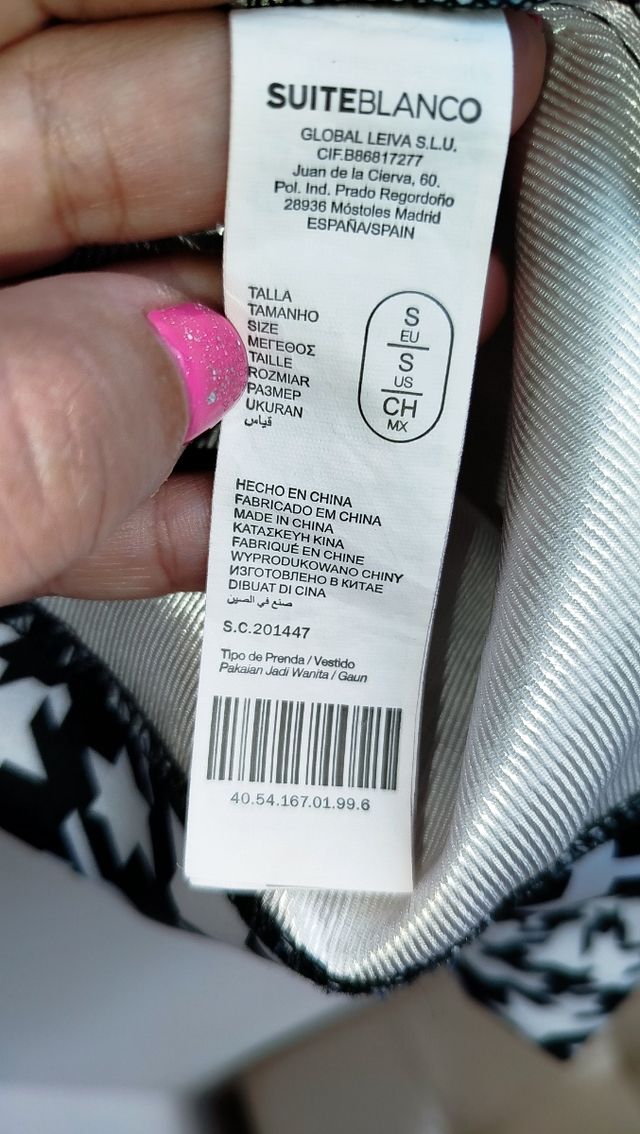 SUITEBLANCO
GLOBAL LEIVA S.L.U.
CIF.B86817277
Juan de la Cierva, 60.
Pol. Ind. Prado Regordoño
28936 Móstoles Madrid
ESPAÑA/SPAIN
TALLA
TAMANHO
SIZE
ΜΕΓΕΘΟΣ
TAILLE
ROZMIAR
РАЗМЕР
UKURAN
قياس
S
EU
S
US
CH
MX
HECHO EN CHINA
FABRICADO EM CHINA
MADE IN CHINA
ΚΑΤΑΣΚΕΥΗ ΚΙΝΑ
FABRIQUÉ EN CHINE
WYPRODUKOWANO CHINY
ИЗГОТОВЛЕНО В КИТАЕ
DIBUAT DI CINA
صنع في الصين
S.C.201447
Tipo de Prenda / Vestido
Pakaian Jadi Wanita / Gaun
40.54.167.01.99.6